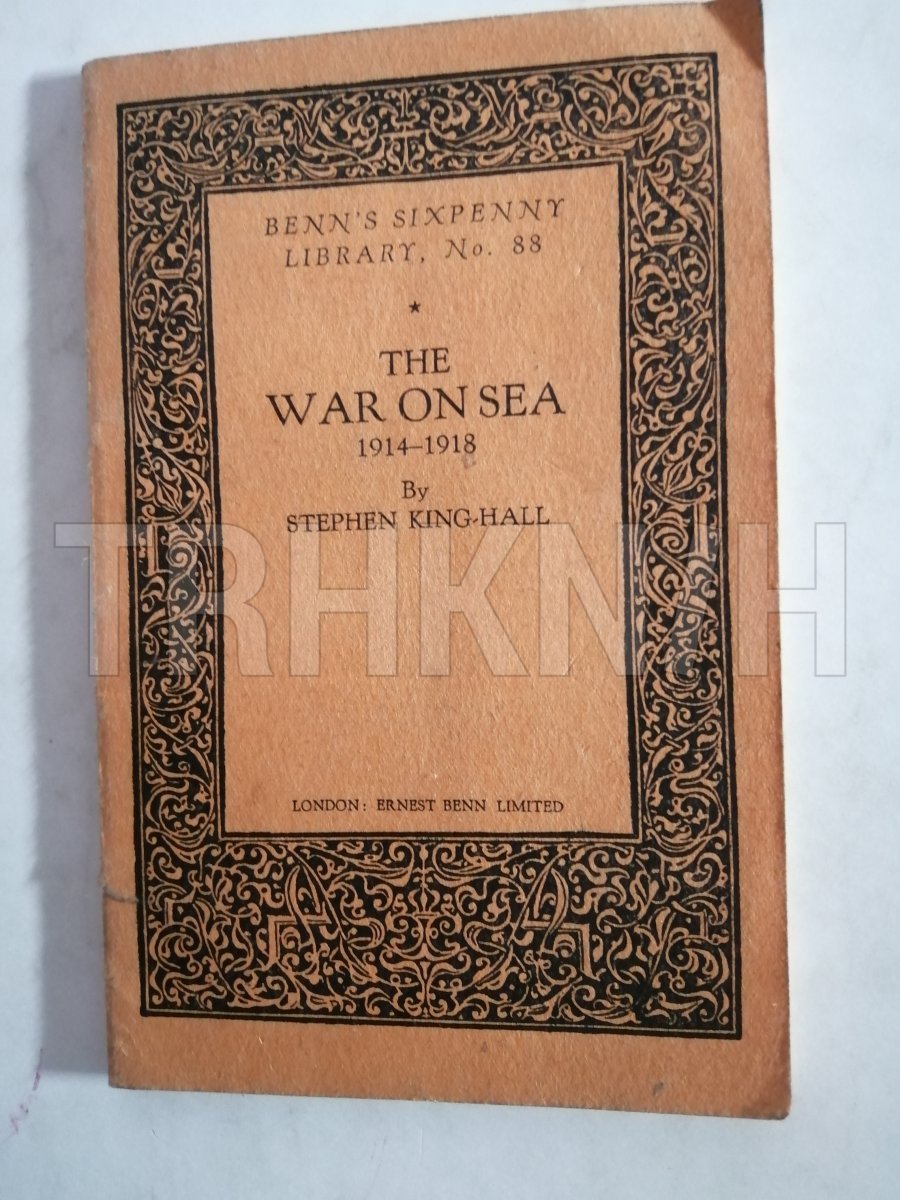 BENN'S SIXPENNY
LIBRARY, No. 88
★
THE
WAR ON SEA
1914–1918
By
STEPHEN KING-HALL
LONDON: ERNEST BENN LIMITED